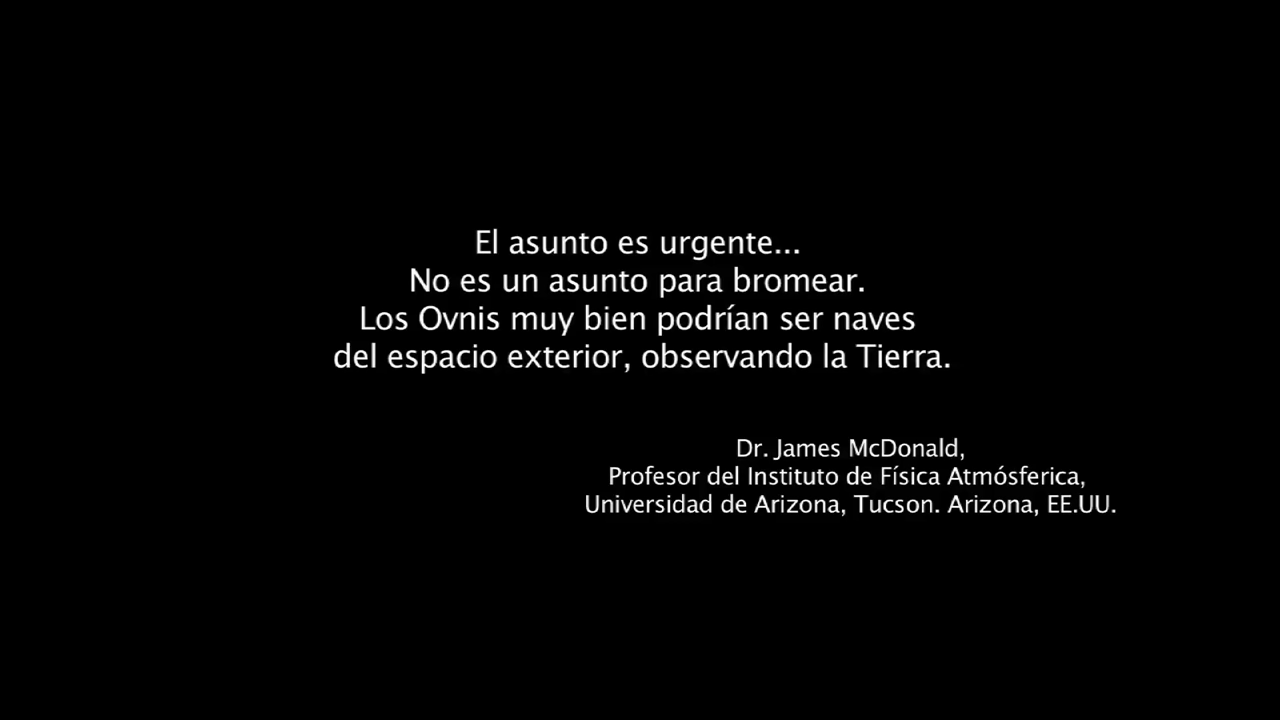 El asunto es urgente...
No es un asunto para bromear.
Los Ovnis muy bien podrían ser naves
del espacio exterior, observando la Tierra.
Dr. James McDonald,
Profesor del Instituto de Física Atmósferica,
Universidad de Arizona, Tucson. Arizona, EE.UU.